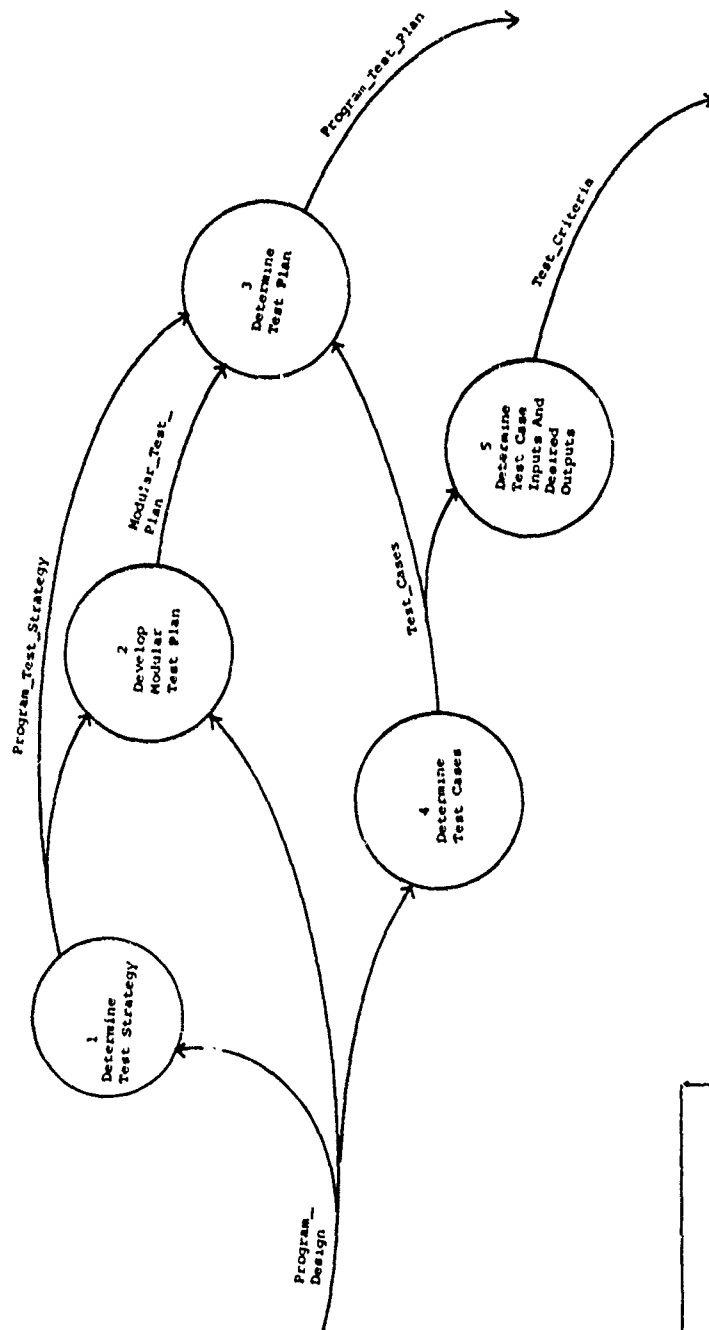 Program_
Design
1
Determine
Test Strategy
Program_Test_Strategy
2
Develop
Modular
Test Plan
Modular_Test_
Plan
3
Determine
Test Plan
Program_Test_Plan
4
Determine
Test Cases
Test_Cases
5
Determine
Test Case
Inputs And
Desired
Outputs
Test_Criteria